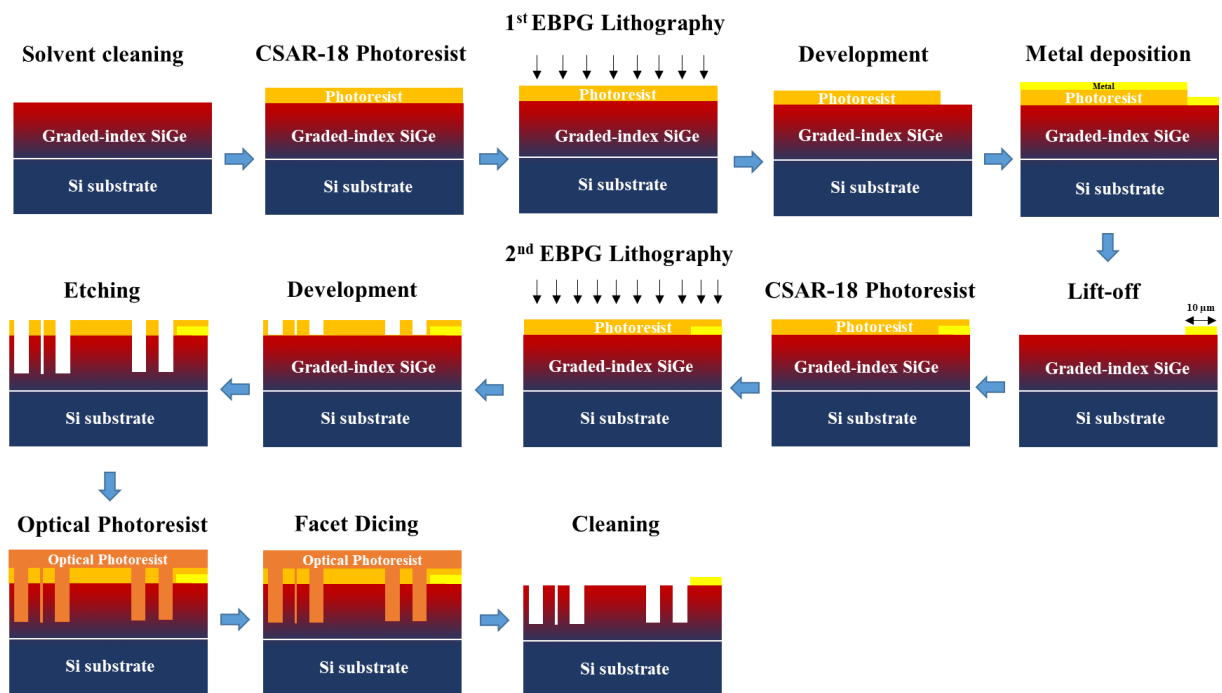 Solvent cleaning
CSAR-18 Photoresist
1st EBPG Lithography
Development
Metal deposition
Graded-index SiGe
Si substrate
Photoresist
Graded-index SiGe
Si substrate
Photoresist
Graded-index SiGe
Si substrate
Photoresist
Graded-index SiGe
Si substrate
Metal
Photoresist
Graded-index SiGe
Si substrate
Etching
Development
2nd EBPG Lithography
CSAR-18 Photoresist
Lift-off
Si substrate
Graded-index SiGe
Si substrate
Photoresist
Graded-index SiGe
Si substrate
Photoresist
Graded-index SiGe
Si substrate
10 μm
Graded-index SiGe
Si substrate
Optical Photoresist
Facet Dicing
Cleaning
Optical Photoresist
Si substrate
Optical Photoresist
Si substrate
Si substrate